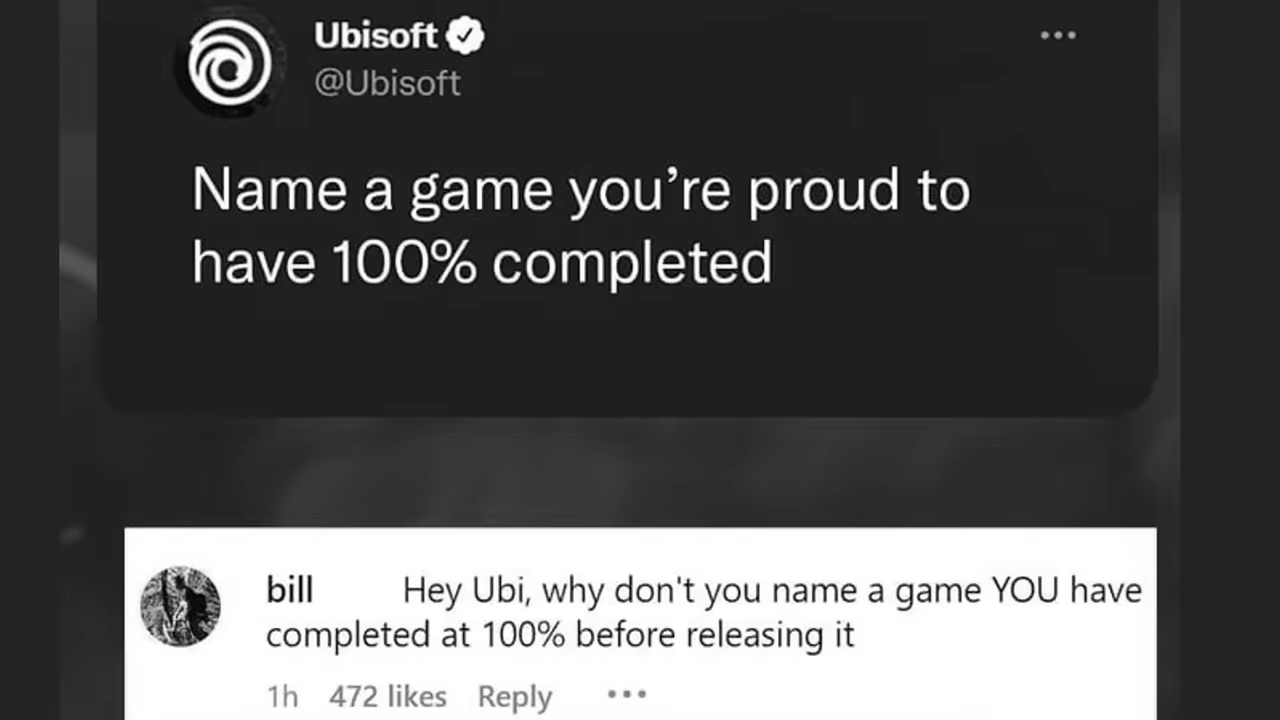 Ubisoft
@Ubisoft
Name a game you’re proud to
have 100% completed
bill Hey Ubi, why don't you name a game YOU have
completed at 100% before releasing it
1h 472 likes Reply